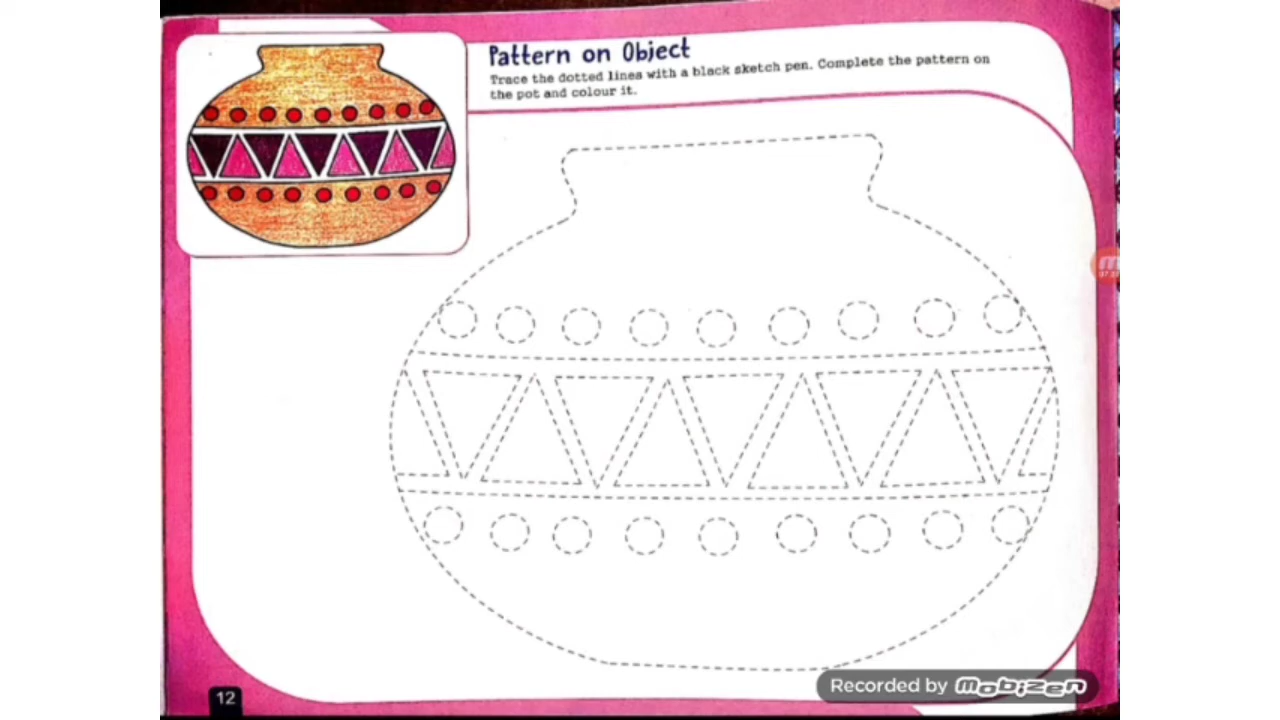 Pattern on Object
Trace the dotted lines with a black sketch pen. Complete the pattern on
the pot and colour it.
12
Recorded by Mobizen